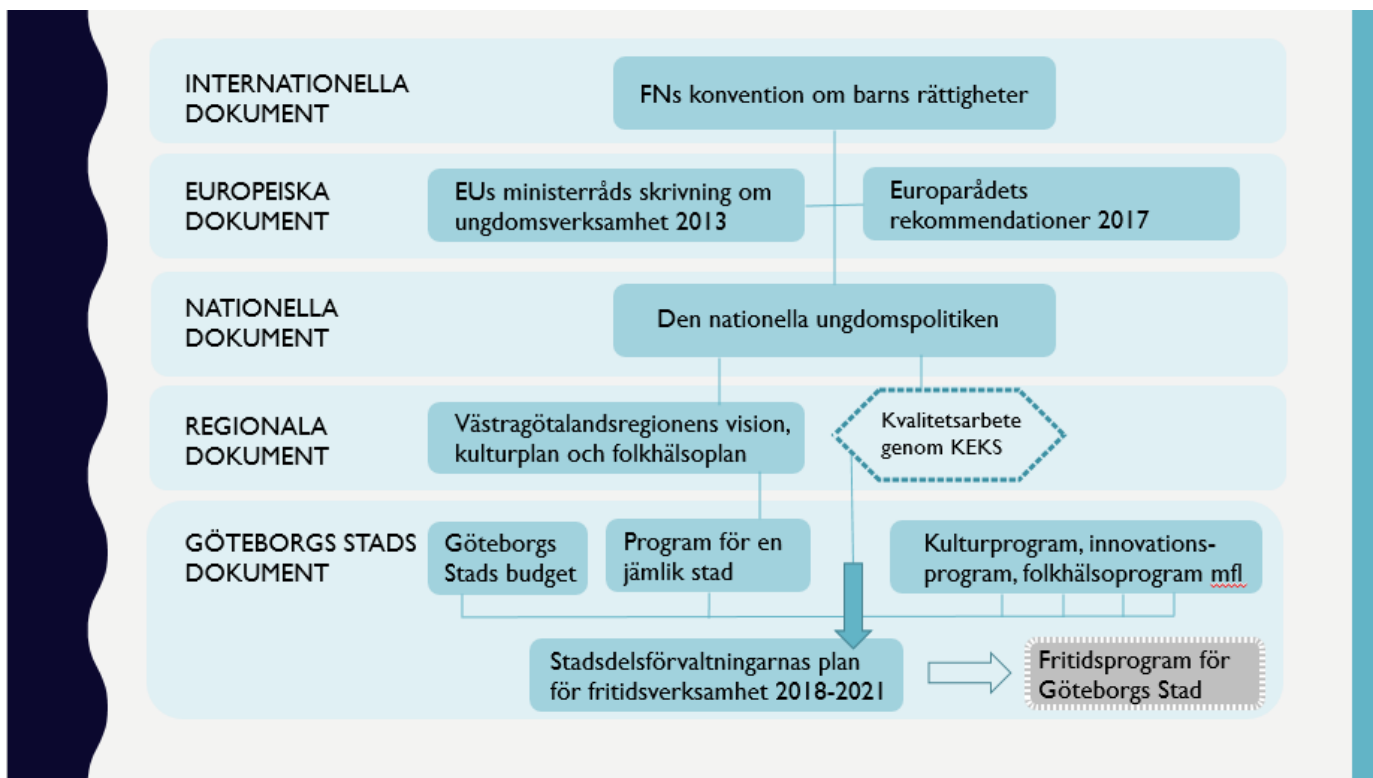 INTERNATIONELLA
DOKUMENT
FNs konvention om barns rättigheter
EUROPEISKA
DOKUMENT
EUs ministerråds skrivning om
ungdomsverksamhet 2013
Europarådets
rekommendationer 2017
NATIONELLA
DOKUMENT
Den nationella ungdomspolitiken
REGIONALA
DOKUMENT
Västragötalandsregionens vision,
kulturplan och folkhälsoplan
Kvalitetsarbete
genom KEKS
GÖTEBORGS STADS
DOKUMENT
Göteborgs
Stads budget
Program för en
jämlik stad
Kulturprogram, innovations-
program, folkhälsoprogram mfl
Stadsdelsförvaltningarnas plan
för fritidsverksamhet 2018-2021
Fritidsprogram för
Göteborgs Stad